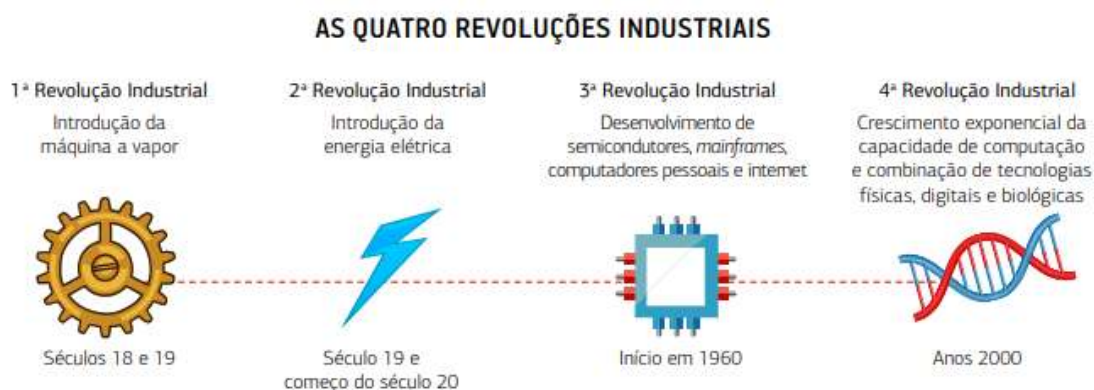 AS QUATRO REVOLUÇÕES INDUSTRIAIS
1ª Revolução Industrial
Introdução da
máquina a vapor
Séculos 18 e 19
2ª Revolução Industrial
Introdução da
energia elétrica
Século 19 e
começo do século 20
3ª Revolução Industrial
Desenvolvimento de
semicondutores, mainframes,
computadores pessoais e internet
Início em 1960
4ª Revolução Industrial
Crescimento exponencial da
capacidade de computação
e combinação de tecnologias
físicas, digitais e biológicas
Anos 2000